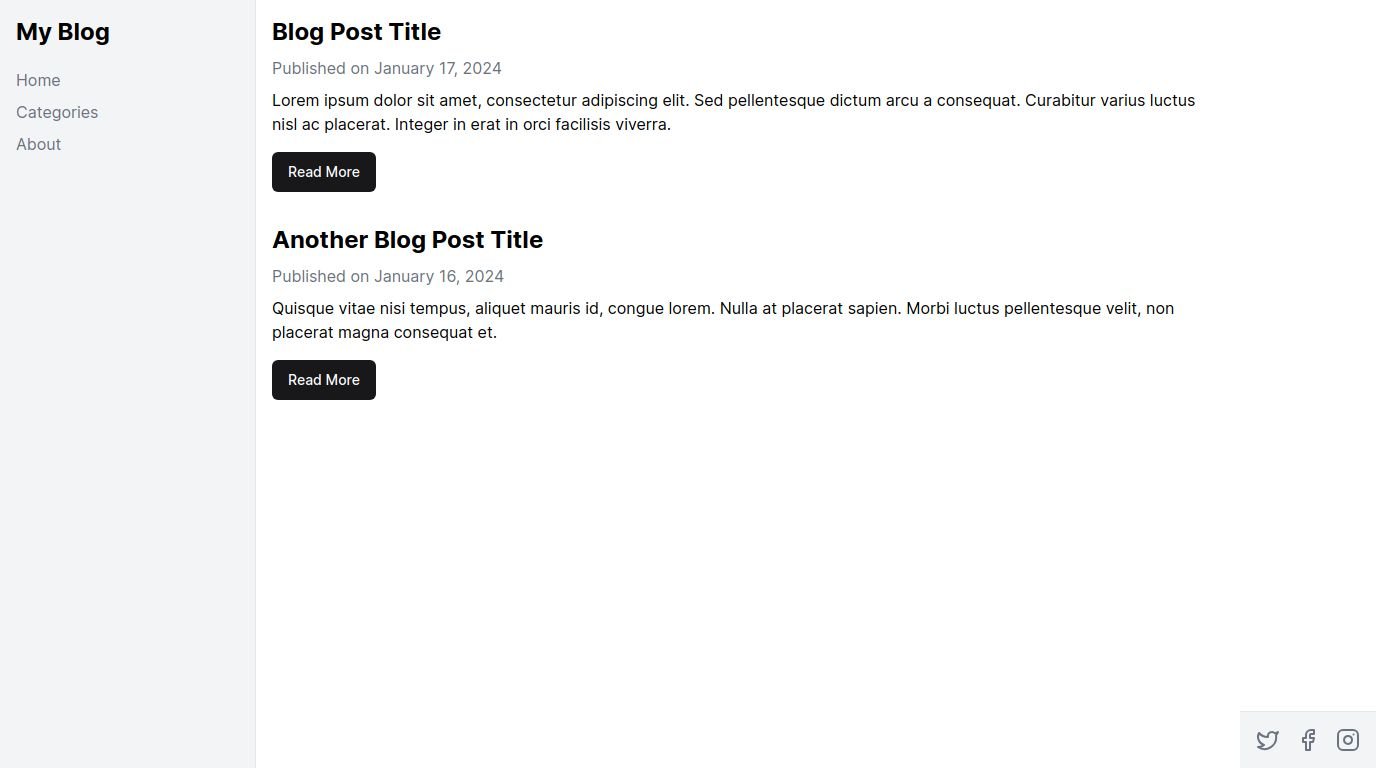 My Blog
Home
Categories
About
Blog Post Title
Published on January 17, 2024
Lorem ipsum dolor sit amet, consectetur adipiscing elit. Sed pellentesque dictum arcu a consequat. Curabitur varius luctus
nisl ac placerat. Integer in erat in orci facilisis viverra.
Read More
Another Blog Post Title
Published on January 16, 2024
Quisque vitae nisi tempus, aliquet mauris id, congue lorem. Nulla at placerat sapien. Morbi luctus pellentesque velit, non
placerat magna consequat et.
Read More